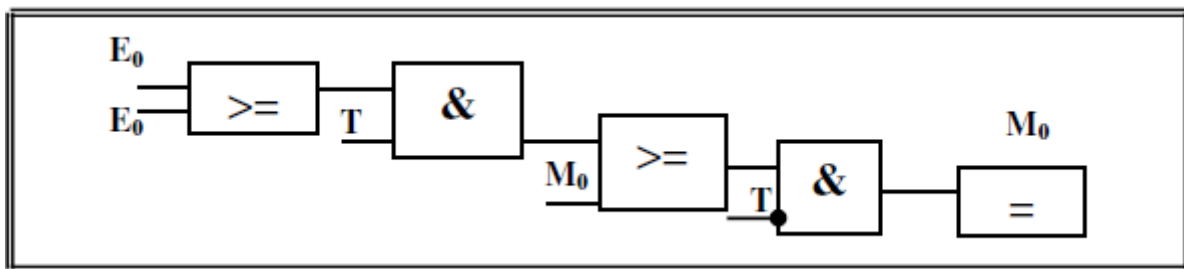 E₀
E₀
>=
T
&
M₀
>=
T
&
M₀
=